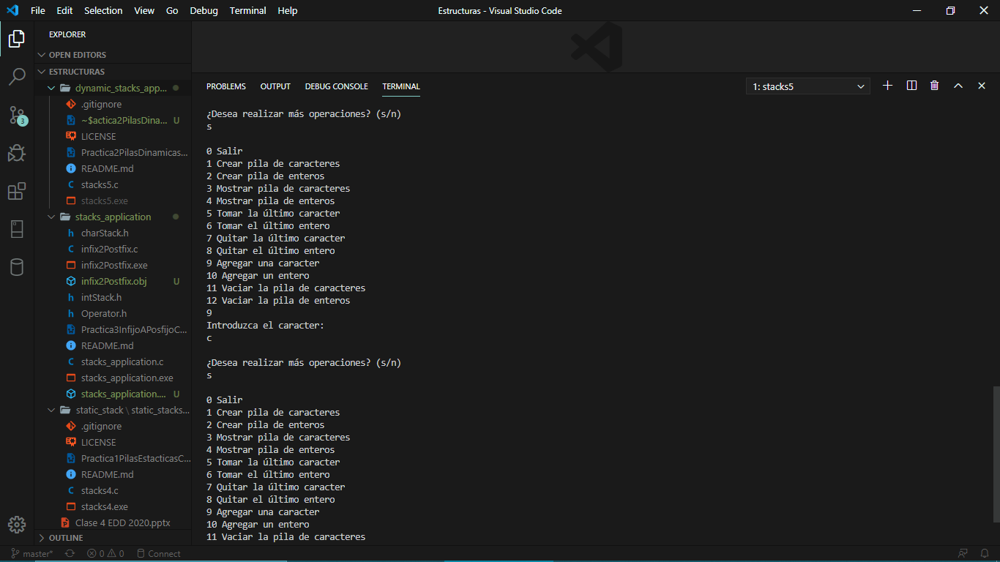 File Edit Selection View Go Debug Terminal Help
Estructuras - Visual Studio Code
EXPLORER
OPEN EDITORS
ESTRUCTURAS
dynamic_stacks_app...
.gitignore
~$actica2PilasDina... U
LICENSE
Practica2PilasDinamicas...
README.md
stacks5.c
stacks5.exe
stacks_application
charStack.h
infix2Postfix.c
infix2Postfix.exe
infix2Postfix.obj U
intStack.h
Operator.h
Practica3InfijoAPosfijoC...
README.md
stacks_application.c
stacks_application.exe
stacks_application.... U
static_stack \ static_stacks...
.gitignore
LICENSE
Practica1PilasEstacticasC...
README.md
stacks4.c
stacks4.exe
Clase 4 EDD 2020.pptx
OUTLINE
3
PROBLEMS OUTPUT DEBUG CONSOLE TERMINAL
1: stacks5
¿Desea realizar más operaciones? (s/n)
s
0 Salir
1 Crear pila de caracteres
2 Crear pila de enteros
3 Mostrar pila de caracteres
4 Mostrar pila de enteros
5 Tomar la último caracter
6 Tomar el último entero
7 Quitar la último caracter
8 Quitar el último entero
9 Agregar una caracter
10 Agregar un entero
11 Vaciar la pila de caracteres
12 Vaciar la pila de enteros
9
Introduzca el caracter:
c
¿Desea realizar más operaciones? (s/n)
s
0 Salir
1 Crear pila de caracteres
2 Crear pila de enteros
3 Mostrar pila de caracteres
4 Mostrar pila de enteros
5 Tomar la último caracter
6 Tomar el último entero
7 Quitar la último caracter
8 Quitar el último entero
9 Agregar una caracter
10 Agregar un entero
11 Vaciar la pila de caracteres
master* 0 0 Connect